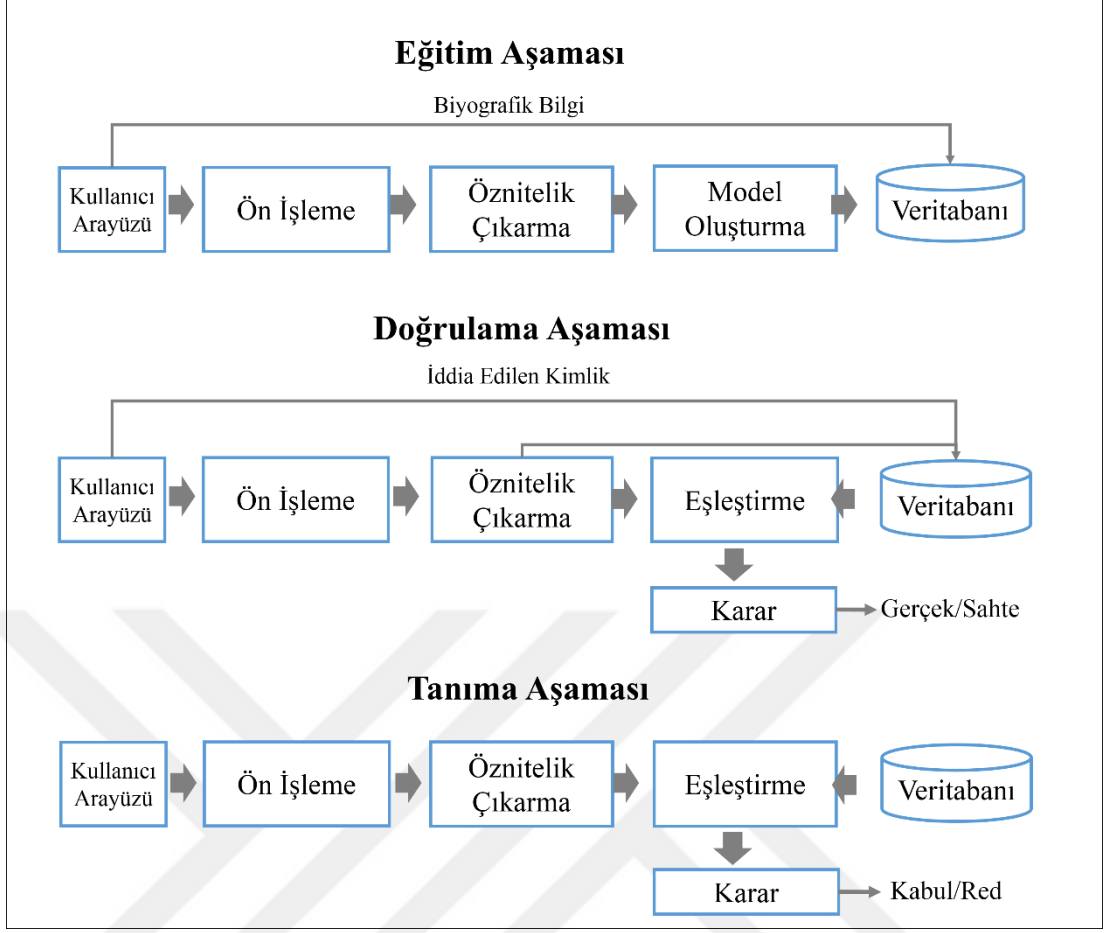 Eğitim Aşaması
Biyografik Bilgi
Kullanıcı
Arayüzü
Ön İşleme
Öznitelik
Çıkarma
Model
Oluşturma
Veritabanı
Doğrulama Aşaması
İddia Edilen Kimlik
Kullanıcı
Arayüzü
Ön İşleme
Öznitelik
Çıkarma
Eşleştirme
Veritabanı
Karar
Gerçek/Sahte
Tanıma Aşaması
Kullanıcı
Arayüzü
Ön İşleme
Öznitelik
Çıkarma
Eşleştirme
Veritabanı
Karar
Kabul/Red